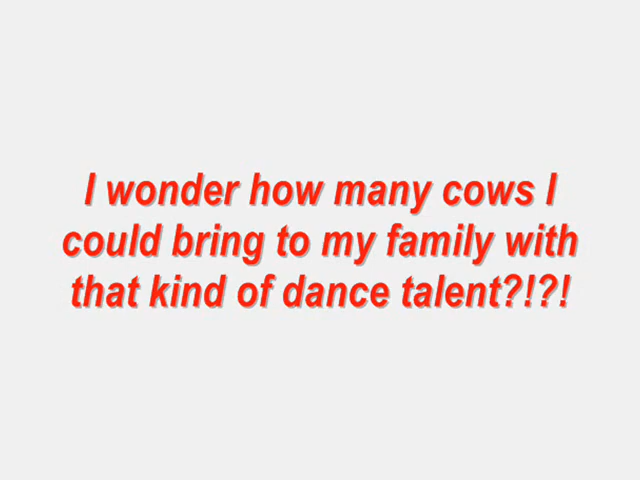 I wonder how many cows I
could bring to my family with
that kind of dance talent?!?!